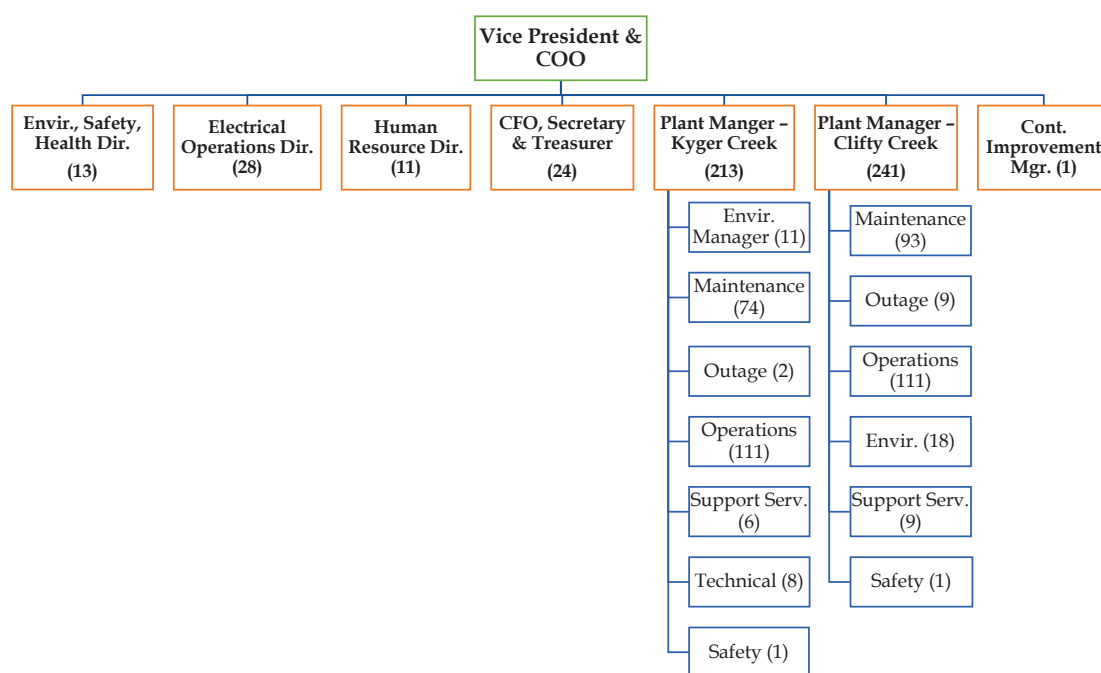 Vice President &
COO
Envir., Safety,
Health Dir.
(13)
Electrical
Operations Dir.
(28)
Human
Resource Dir.
(11)
CFO, Secretary
& Treasurer
(24)
Plant Manger –
Kyger Creek
(213)
Plant Manager –
Clifty Creek
(241)
Cont.
Improvement
Mgr. (1)
Envir.
Manager (11)
Maintenance
(74)
Outage (2)
Operations
(111)
Support Serv.
(6)
Technical (8)
Safety (1)
Maintenance
(93)
Outage (9)
Operations
(111)
Envir. (18)
Support Serv.
(9)
Safety (1)